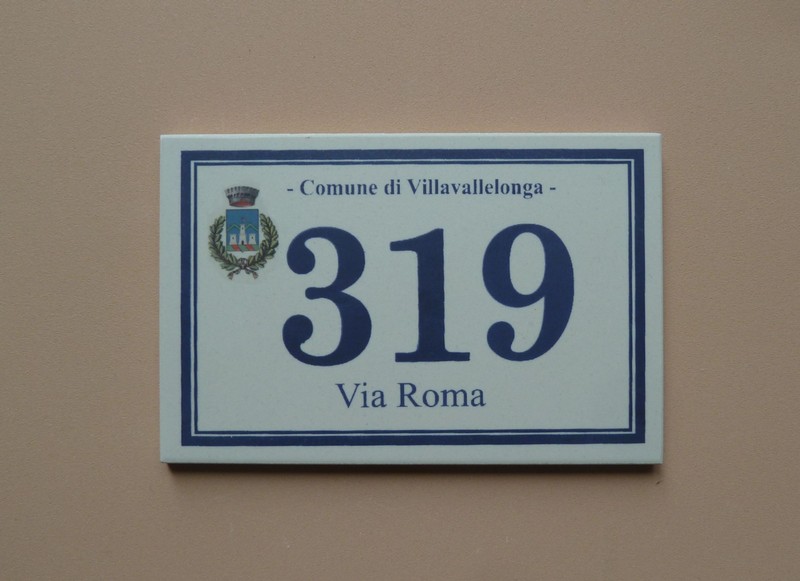 - Comune di Villavallelonga -
319
Via Roma